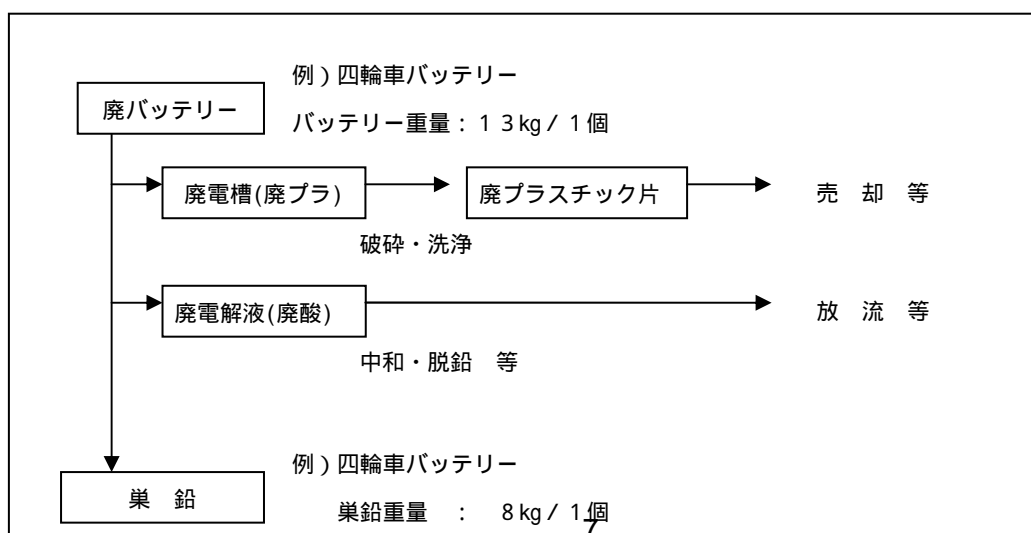 例）四輪車バッテリー
廃バッテリー
バッテリー重量：１３㎏／１個
廃電槽(廃プラ)
廃プラスチック片
売 却 等
破砕・洗浄
廃電解液(廃酸)
放 流 等
中和・脱鉛　等
例）四輪車バッテリー
巣 鉛
巣鉛重量　：　８㎏／１個
7